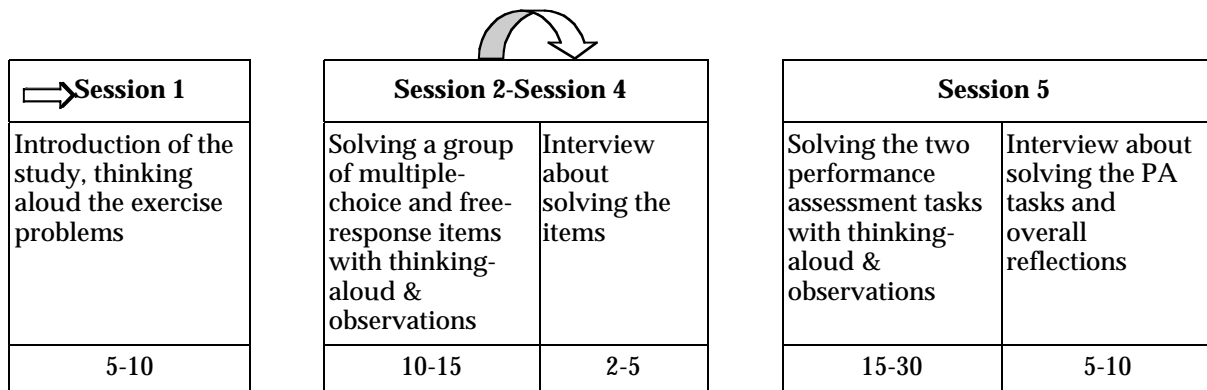 Session 1
Introduction of the
study, thinking
aloud the exercise
problems
5-10
Session 2-Session 4
Solving a group
of multiple-
choice and free-
response items
with thinking-
aloud &
observations
Interview
about
solving the
items
10-15
2-5
Session 5
Solving the two
performance
assessment tasks
with thinking-
aloud &
observations
Interview about
solving the PA
tasks and
overall
reflections
15-30
5-10